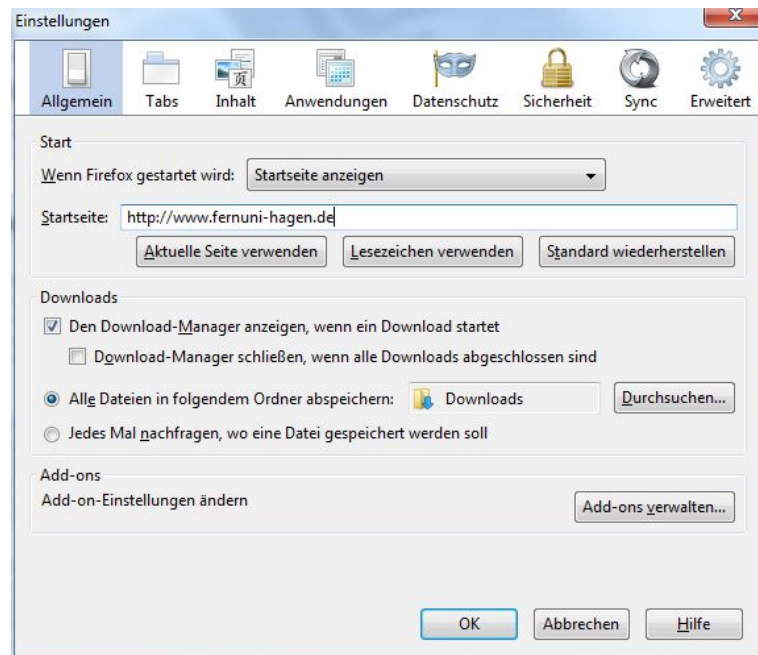 Einstellungen
Allgemein Tabs Inhalt Anwendungen Datenschutz Sicherheit Sync Erweitert
Start
Wenn Firefox gestartet wird: Startseite anzeigen
Startseite: http://www.fernuni-hagen.de
Aktuelle Seite verwenden Lesezeichen verwenden Standard wiederherstellen
Downloads
Den Download-Manager anzeigen, wenn ein Download startet
Download-Manager schließen, wenn alle Downloads abgeschlossen sind
Alle Dateien in folgendem Ordner abspeichern: Downloads Durchsuchen...
Jedes Mal nachfragen, wo eine Datei gespeichert werden soll
Add-ons
Add-on-Einstellungen ändern Add-ons verwalten...
OK Abbrechen Hilfe